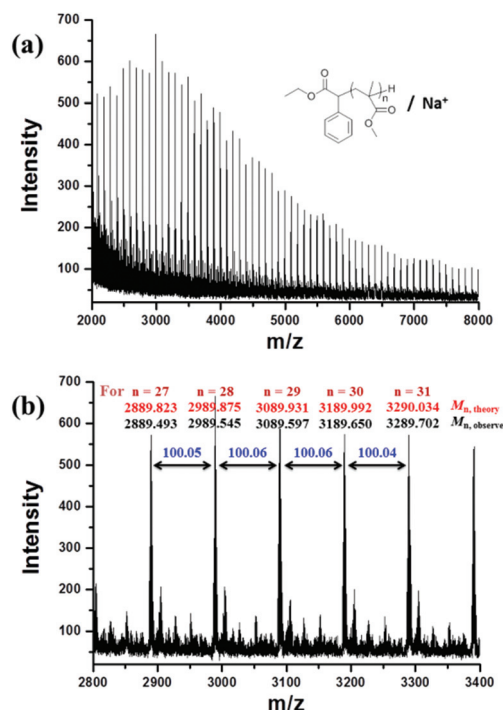 (a)
700
600
500
400
300
200
100
Intensity
O
O
n
H
O
O
/ Na⁺
2000 3000 4000 5000 6000 7000 8000
m/z
(b)
For n = 27 n = 28 n = 29 n = 30 n = 31
2889.823 2989.875 3089.931 3189.992 3290.034 Mn, theory
2889.493 2989.545 3089.597 3189.650 3289.702 Mn, observe
100.05 100.06 100.06 100.04
700
600
500
400
300
200
100
Intensity
2800 2900 3000 3100 3200 3300 3400
m/z